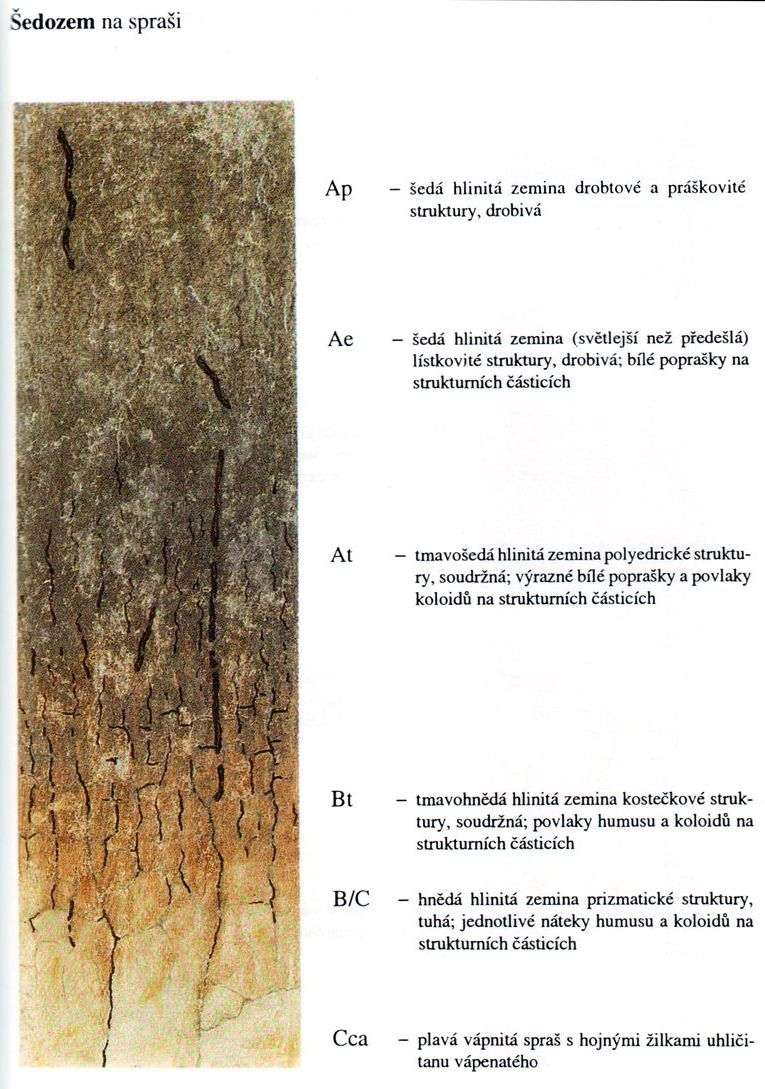 Šedozem na spraši
Ap – šedá hlinitá zemina drobtové a práškovité
struktury, drobivá
Ae – šedá hlinitá zemina (světlejší než předešlá)
lístkovité struktury, drobivá; bílé poprašky na
strukturních částicích
At – tmavošedá hlinitá zemina polyedrické struktu-
ry, soudržná; výrazné bílé poprašky a povlaky
koloidů na strukturních částicích
Bt – tmavohnědá hlinitá zemina kostečkové struk-
tury, soudržná; povlaky humusu a koloidů na
strukturních částicích
B/C – hnědá hlinitá zemina prizmatické struktury,
tuhá; jednotlivé náteky humusu a koloidů na
strukturních částicích
Cca – plavá vápnitá spraš s hojnými žilkami uhliči-
tanu vápenatého